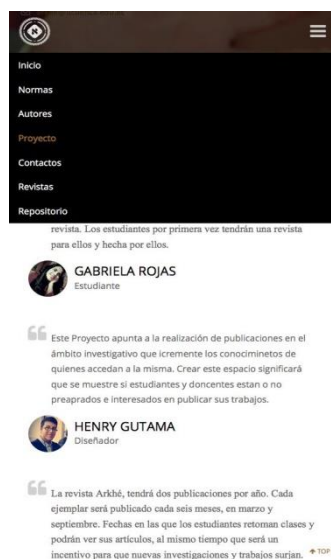 Inicio
Normas
Autores
Proyecto
Contactos
Revistas
Repositorio
revista. Los estudiantes por primera vez tendrán una revista
para ellos y hecha por ellos.
GABRIELA ROJAS
Estudiante
Este Proyecto apunta a la realización de publicaciones en el
ámbito investigativo que icremente los conociminetos de
quienes accedan a la misma. Crear este espacio significará
que se muestre si estudiantes y doncentes estan o no
preaprados e interesados en publicar sus trabajos.
HENRY GUTAMA
Diseñador
La revista Arkhé, tendrá dos publicaciones por año. Cada
ejemplar será publicado cada seis meses, en marzo y
septiembre. Fechas en las que los estudiantes retoman clases y
podrán ver sus artículos, al mismo tiempo que será un
incentivo para que nuevas investigaciones y trabajos surjan.
TOP